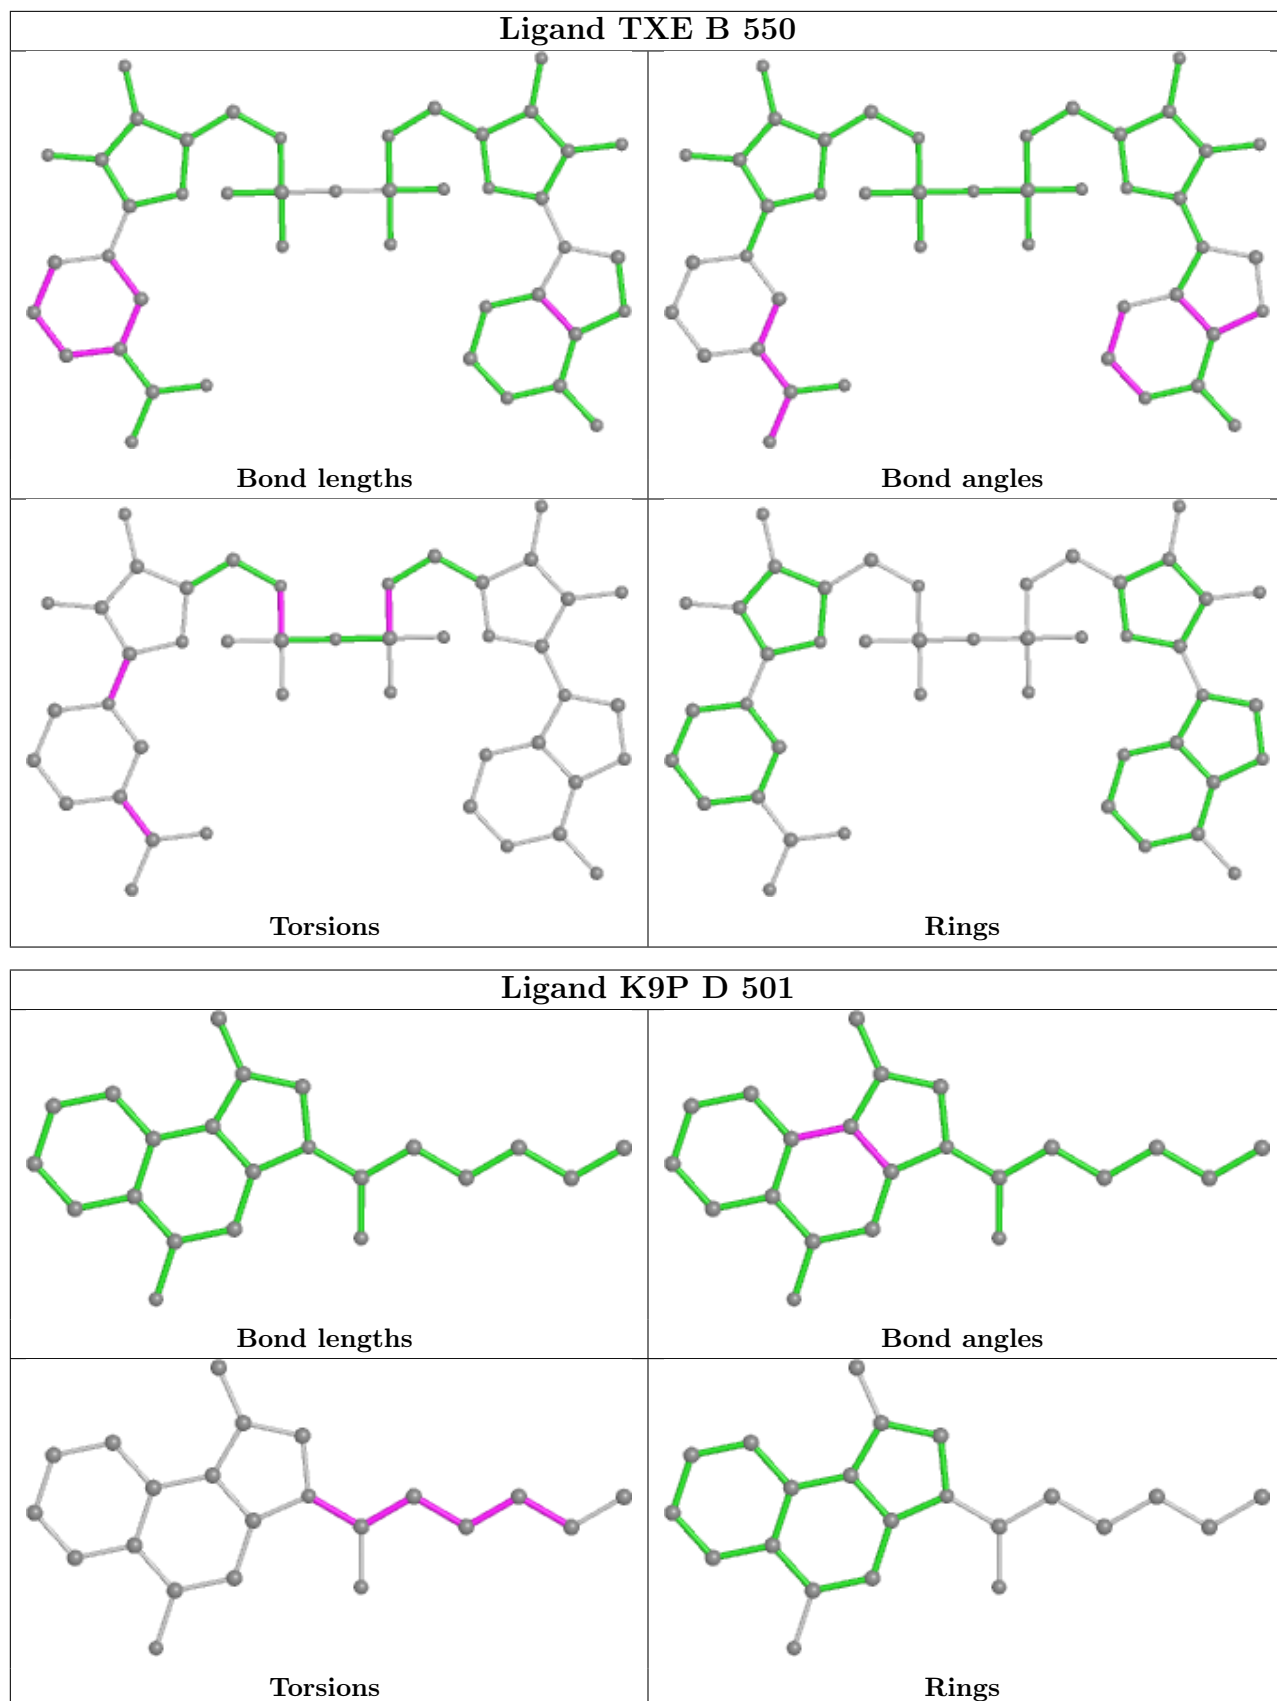 Ligand TXE B 550
Bond lengths
Bond angles
Torsions
Rings
Ligand K9P D 501
Bond lengths
Bond angles
Torsions
Rings